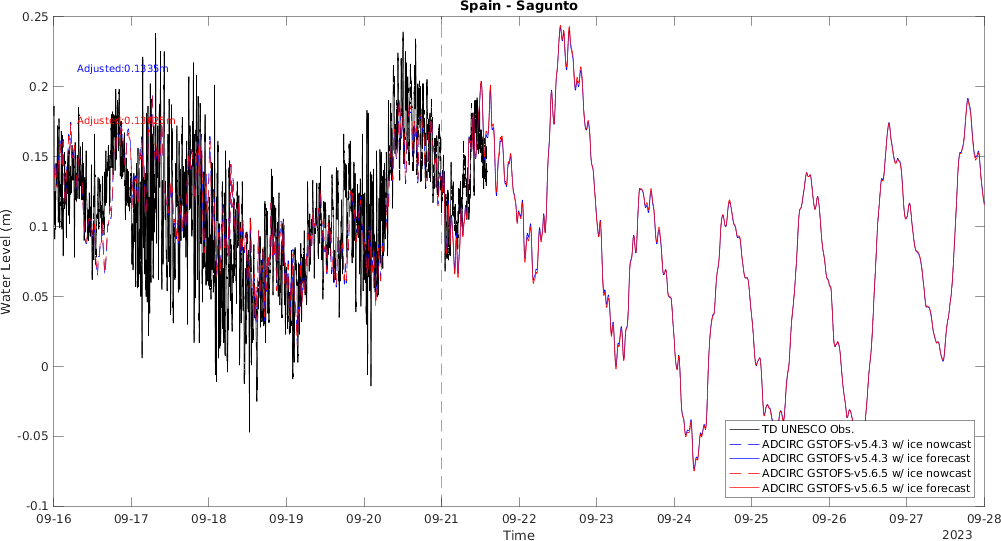 Spain - Sagunto
0.25
0.2
0.15
0.1
0.05
0
-0.05
-0.1
Water Level (m)
Adjusted:0.1335m
TD UNESCO Obs.
ADCIRC GSTOFS-v5.4.3 w/ ice nowcast
ADCIRC GSTOFS-v5.4.3 w/ ice forecast
ADCIRC GSTOFS-v5.6.5 w/ ice nowcast
ADCIRC GSTOFS-v5.6.5 w/ ice forecast
09-16 09-17 09-18 09-19 09-20 09-21 09-22 09-23 09-24 09-25 09-26 09-27 09-28
Time
2023